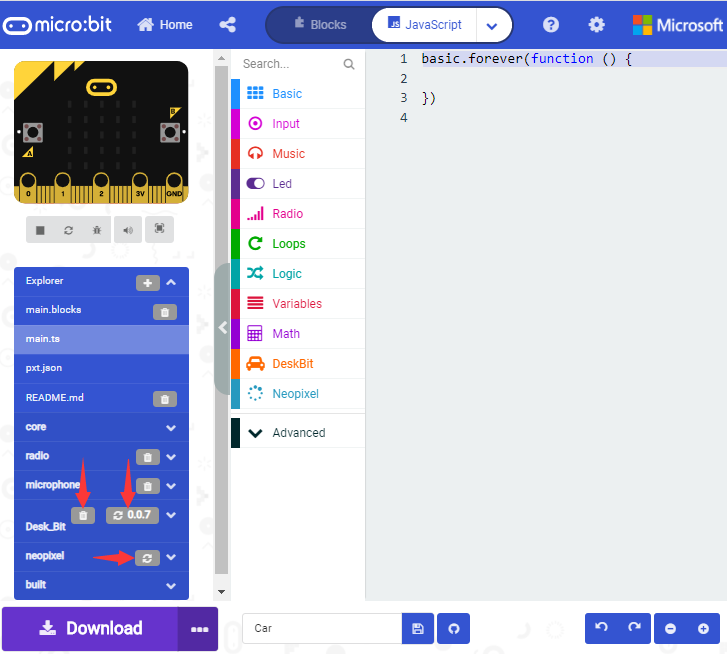 micro:bit
Home
Blocks
JS JavaScript
?
Microsoft
A
B
0 1 2 3V GND
Explorer
main.blocks
main.ts
pxt.json
README.md
core
radio
microphone
0.0.7
Desk_Bit
neopixel
built
Search...
Basic
Input
Music
Led
Radio
Loops
Logic
Variables
Math
DeskBit
Neopixel
Advanced
1 basic.forever(function () {
2
3 })
4
Download
Car